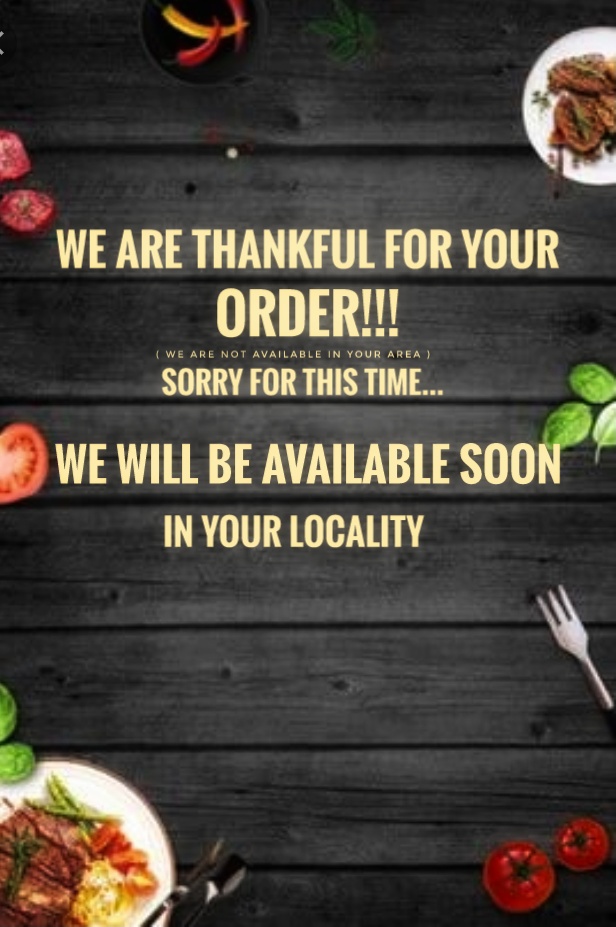 WE ARE THANKFUL FOR YOUR
ORDER!!!
( WE ARE NOT AVAILABLE IN YOUR AREA )
SORRY FOR THIS TIME...
WE WILL BE AVAILABLE SOON
IN YOUR LOCALITY